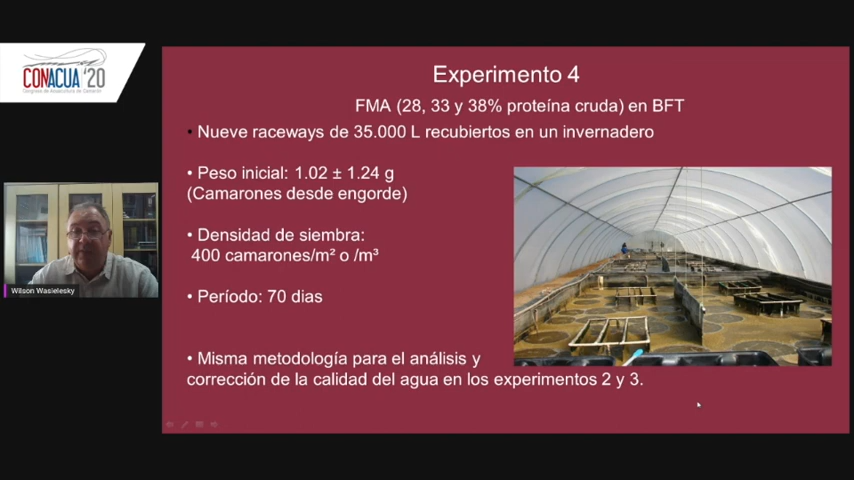 CONACUA '20
Congreso de Acuicultura de Camarón
Wilson Wasielesky
Experimento 4
FMA (28, 33 y 38% proteína cruda) en BFT
• Nueve raceways de 35.000 L recubiertos en un invernadero
• Peso inicial: 1.02 ± 1.24 g
(Camarones desde engorde)
• Densidad de siembra:
400 camarones/m² o /m³
• Período: 70 dias
• Misma metodología para el análisis y
corrección de la calidad del agua en los experimentos 2 y 3.